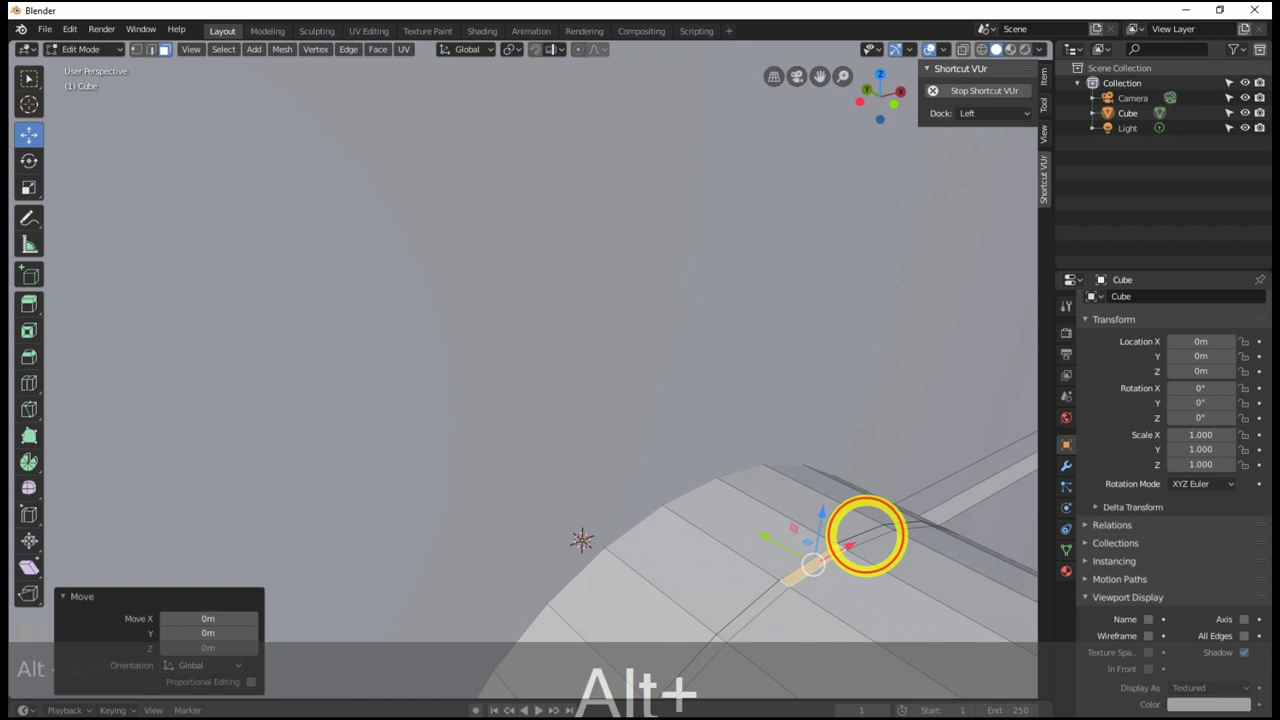 Blender
File Edit Render Window Help Layout Modeling Sculpting UV Editing Texture Paint Shading Animation Rendering Compositing Scripting + Scene View Layer
Edit Mode View Select Add Mesh Vertex Edge Face UV Global
User Perspective
(1) Cube
Shortcut VUr
Stop Shortcut VUr
Dock: Left
Item
Tool
View
Shortcut VUr
Scene Collection
Collection
Camera
Cube
Light
Cube
Cube
Transform
Location X 0m
Y 0m
Z 0m
Rotation X 0°
Y 0°
Z 0°
Scale X 1.000
Y 1.000
Z 1.000
Rotation Mode XYZ Euler
Delta Transform
Relations
Collections
Instancing
Motion Paths
Viewport Display
Name Axis
Wireframe All Edges
Texture Spa.. Shadow
In Front
Display As Textured
Color
Move
Move X 0m
Y 0m
Z 0m
Orientation Global
Proportional Editing
Alt +
Alt+
Playback Keying View Marker 1 Start: 1 End: 250
X
Y
Z